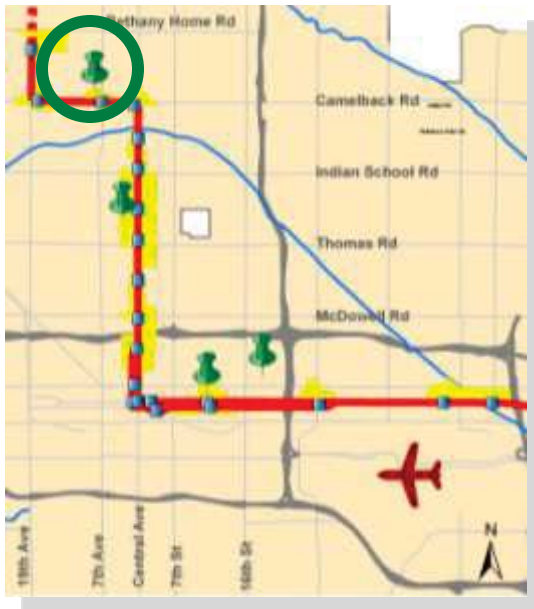 Bethany Home Rd
Camelback Rd
Indian School Rd
Thomas Rd
McDowell Rd
19th Ave
7th Ave
Central Ave
7th St
16th St
N